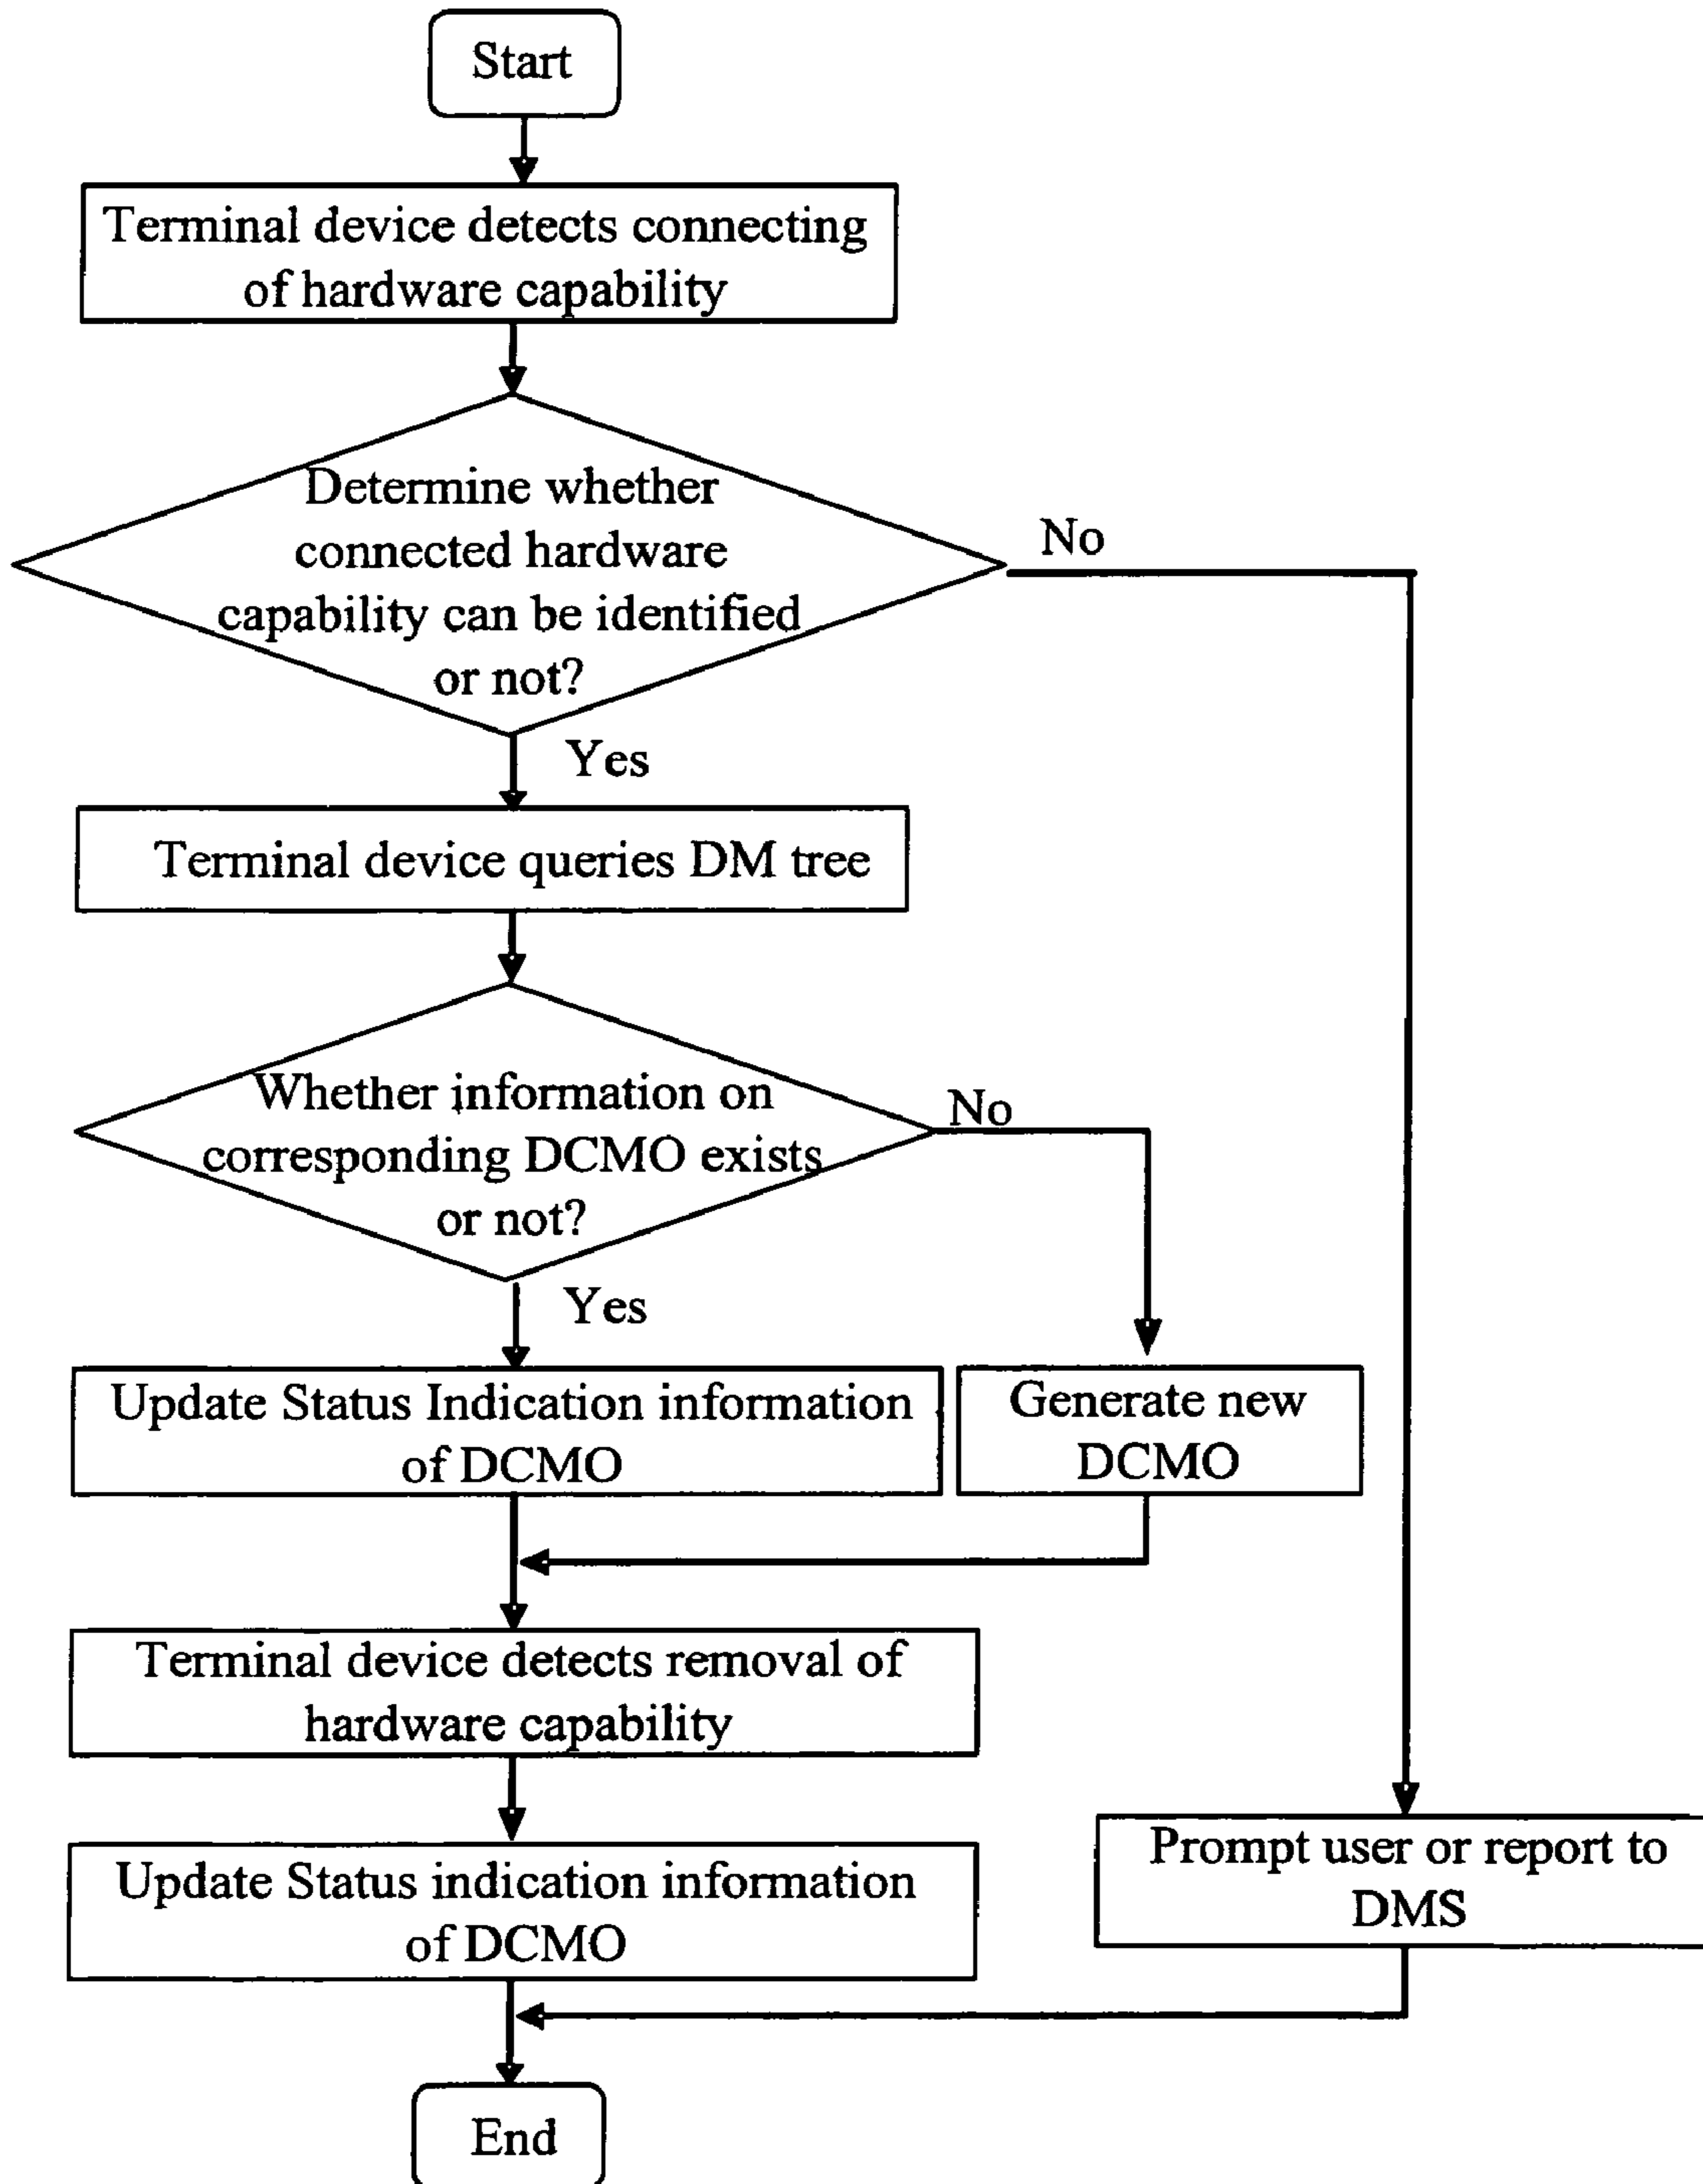 Start
Terminal device detects connecting
of hardware capability
Determine whether
connected hardware
capability can be identified
or not?
No
Yes
Terminal device queries DM tree
Whether information on
corresponding DCMO exists
or not?
No
Yes
Update Status Indication information
of DCMO
Generate new
DCMO
Terminal device detects removal of
hardware capability
Update Status indication information
of DCMO
Prompt user or report to
DMS
End